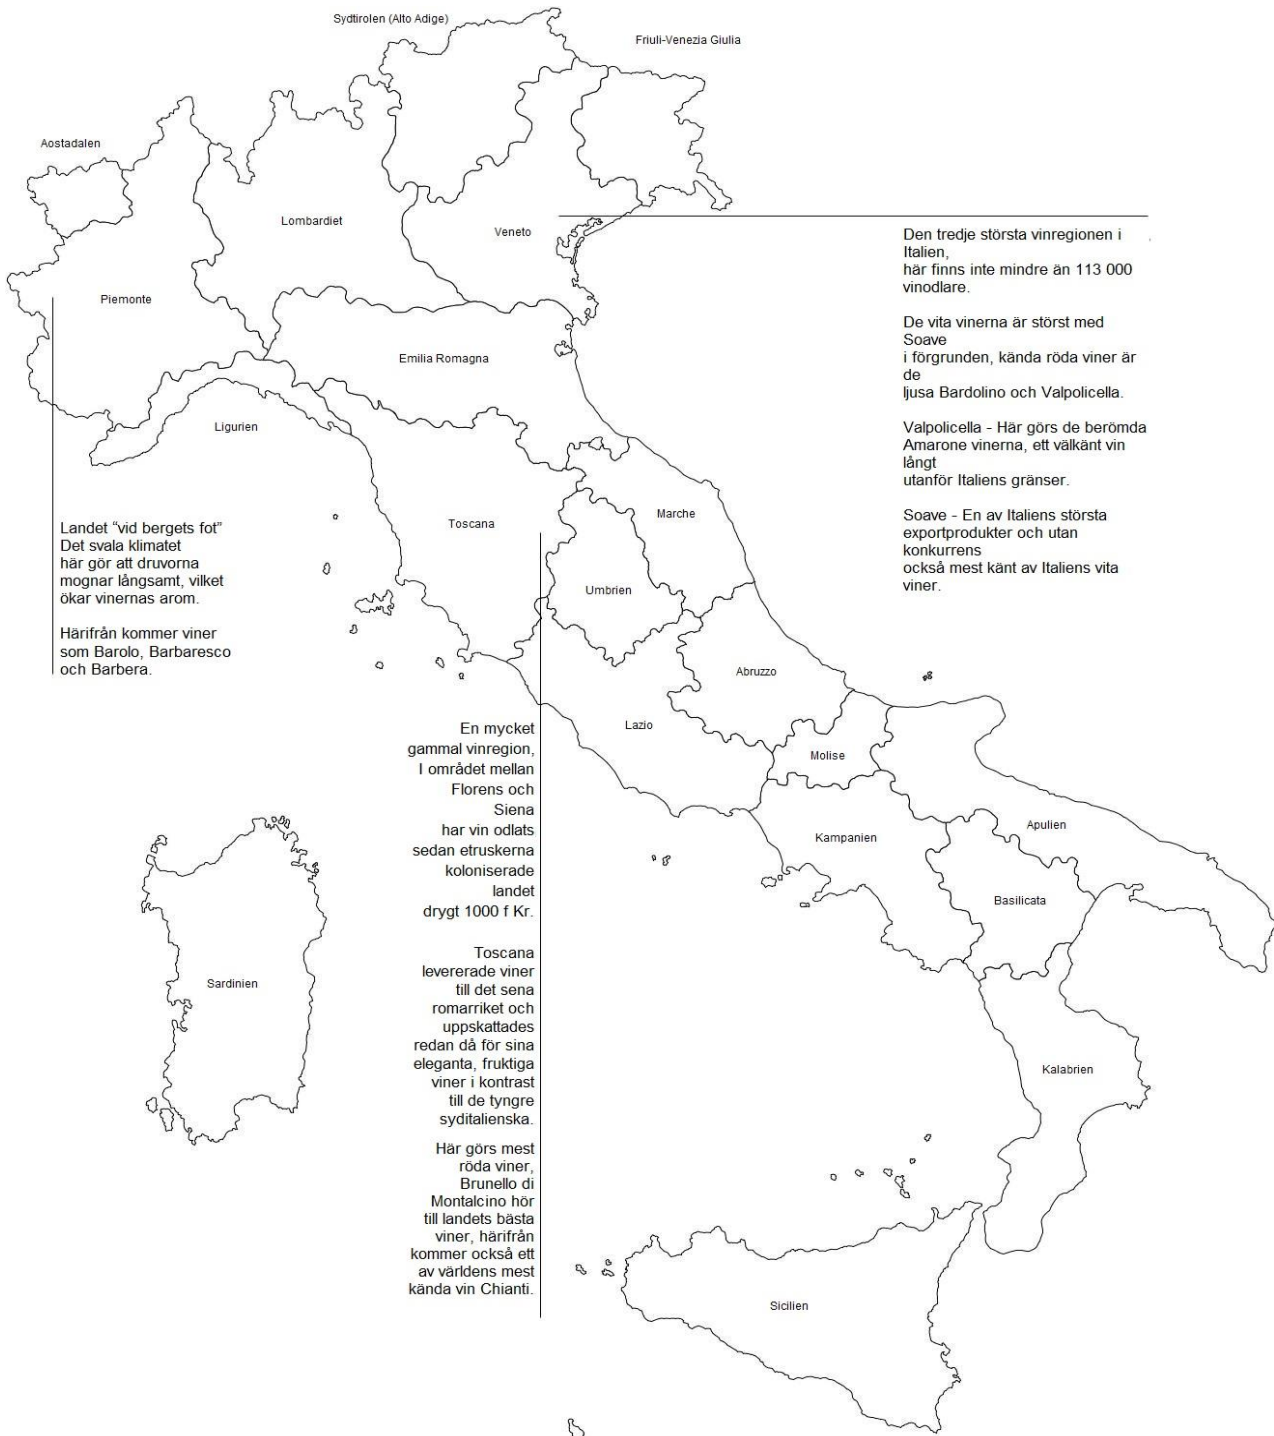 Sydtirolen (Alto Adige)
Friuli-Venezia Giulia
Aostadalen
Lombardiet
Veneto
Piemonte
Emilia Romagna
Ligurien
Den tredje största vinregionen i
Italien,
här finns inte mindre än 113 000
vinodlare.
De vita vinerna är störst med
Soave
i förgrunden, kända röda viner är
de
ljusa Bardolino och Valpolicella.
Valpolicella - Här görs de berömda
Amarone vinerna, ett välkänt vin
långt
utanför Italiens gränser.
Soave - En av Italiens största
exportprodukter och utan
konkurrens
också mest känt av Italiens vita
viner.
Toscana
Marche
Umbrien
Landet “vid bergets fot”
Det svala klimatet
här gör att druvorna
mognar långsamt, vilket
ökar vinernas arom.
Härifrån kommer viner
som Barolo, Barbaresco
och Barbera.
Abruzzo
Lazio
Molise
Kampanien
Apulien
Basilicata
En mycket
gammal vinregion,
I området mellan
Florens och
Siena
har vin odlats
sedan etruskerna
koloniserade
landet
drygt 1000 f Kr.
Toscana
levererade viner
till det sena
romarriket och
uppskattades
redan då för sina
eleganta, fruktiga
viner i kontrast
till de tyngre
syditalienska.
Här görs mest
röda viner,
Brunello di
Montalcino hör
till landets bästa
viner, härifrån
kommer också ett
av världens mest
kända vin Chianti.
Sardinien
Kalabrien
Sicilien